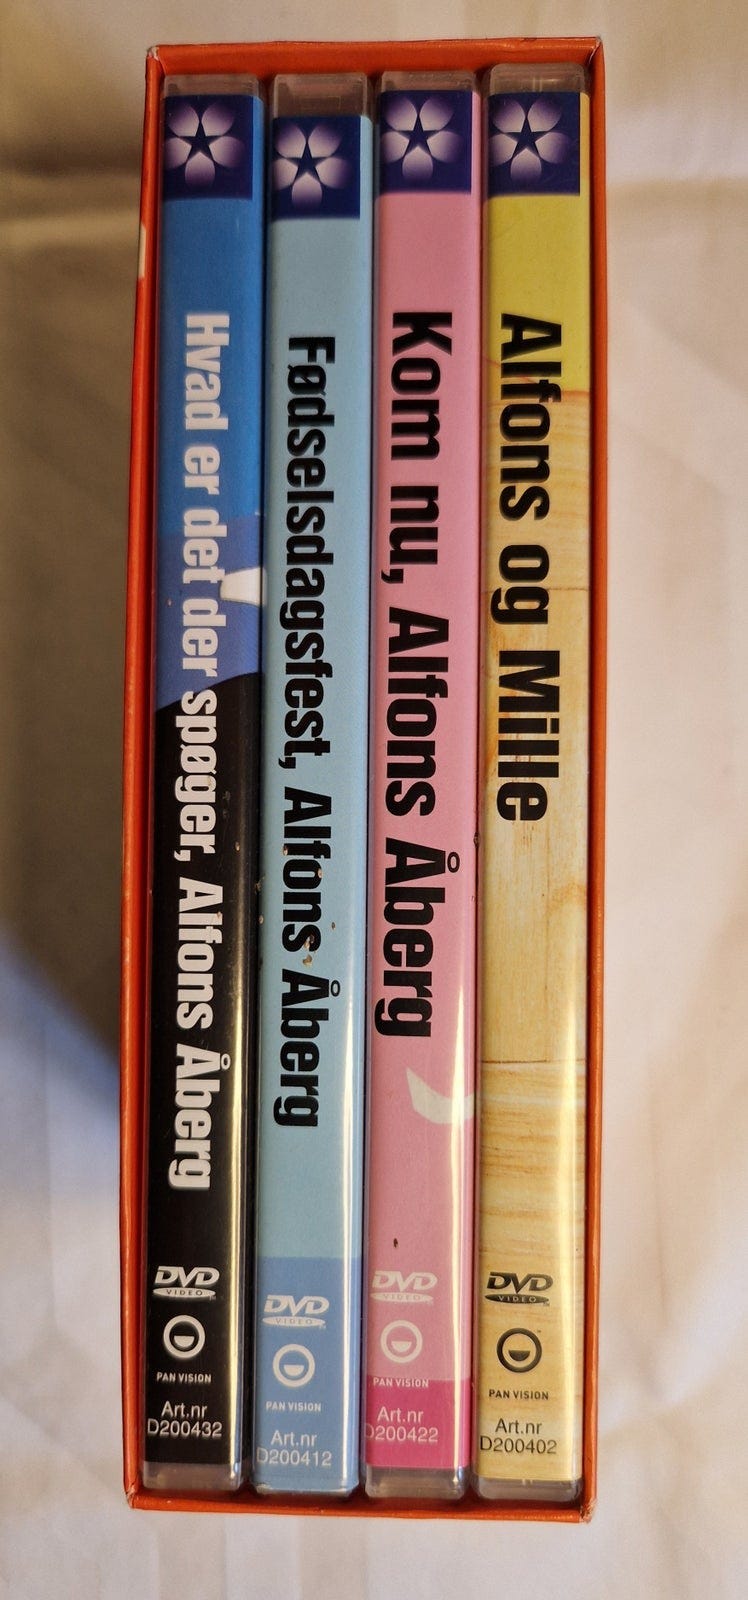 Hvad er det der spøger, Alfons Åberg
DVD
VIDEO
PAN VISION
Art.nr
D200432
Fødselsdagsfest, Alfons Åberg
DVD
VIDEO
PAN VISION
Art.nr
D200412
Kom nu, Alfons Åberg
DVD
VIDEO
PAN VISION
Art.nr
D200422
Alfons og Mille
DVD
VIDEO
PAN VISION
Art.nr
D200402